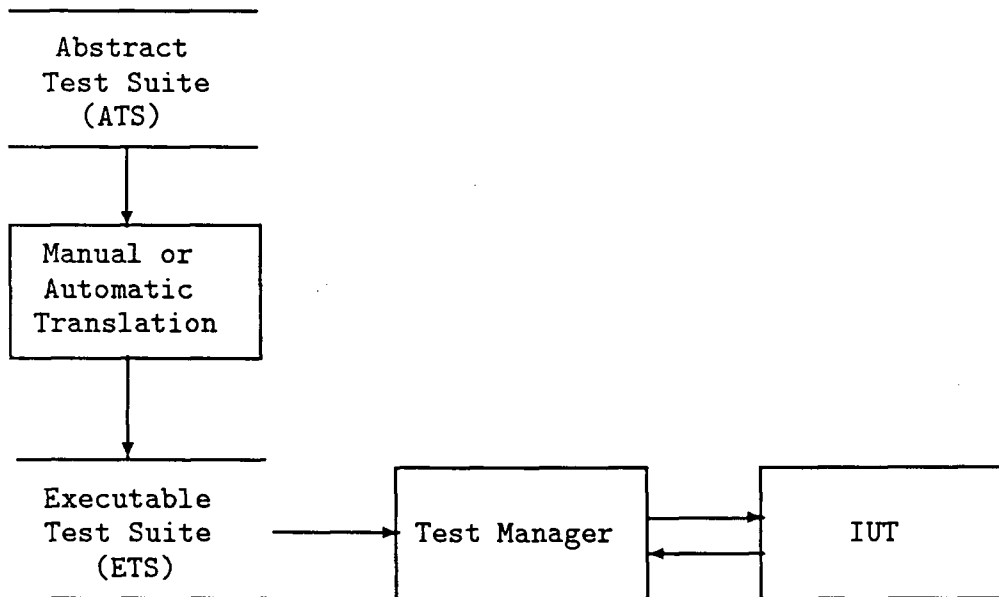 Abstract
Test Suite
(ATS)
Manual or
Automatic
Translation
Executable
Test Suite
(ETS)
Test Manager
IUT